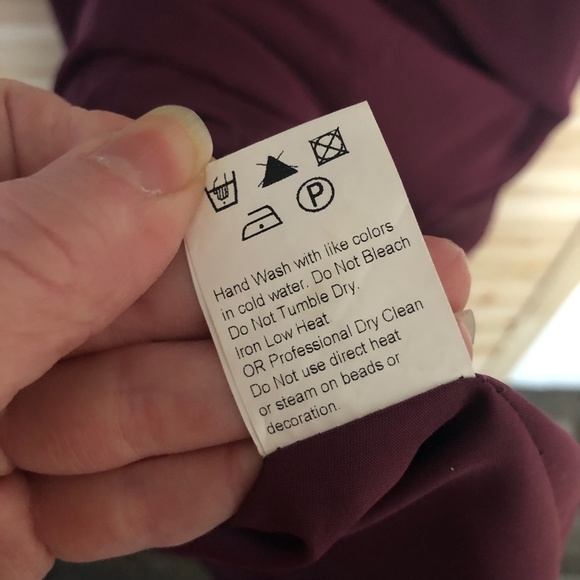 P
Hand Wash with like colors
in cold water. Do Not Bleach
Do Not Tumble Dry.
Iron Low Heat
OR Professional Dry Clean
Do Not use direct heat
or steam on beads or
decoration.